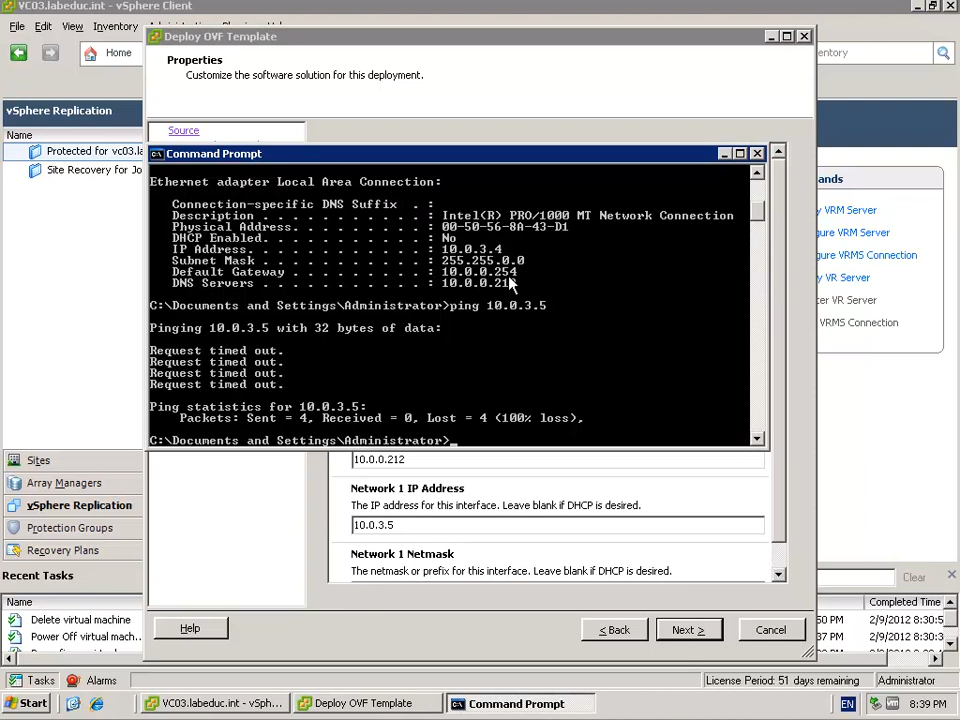 VC03.labeduc.int - vSphere Client
File Edit View Inventory
Home
entory
Deploy OVF Template
Properties
Customize the software solution for this deployment.
Source
vSphere Replication
Name
Protected for vc03.la
Site Recovery for Jo
Command Prompt
Ethernet adapter Local Area Connection:
Connection-specific DNS Suffix . :
Description . . . . . . . . . . . : Intel(R) PRO/1000 MT Network Connection
Physical Address. . . . . . . . . : 00-50-56-8A-43-D1
DHCP Enabled. . . . . . . . . . . : No
IP Address. . . . . . . . . . . . : 10.0.3.4
Subnet Mask . . . . . . . . . . . : 255.255.0.0
Default Gateway . . . . . . . . . : 10.0.0.254
DNS Servers . . . . . . . . . . . :
C:\Documents and Settings\Administrator>ping 10.0.3.5
Pinging 10.0.3.5 with 32 bytes of data:
Request timed out.
Request timed out.
Request timed out.
Request timed out.
Ping statistics for 10.0.3.5:
Packets: Sent = 4, Received = 0, Lost = 4 (100% loss),
C:\Documents and Settings\Administrator>_
ands
y VR Server
gure VRMS Connection
y VR Server
er VR Server
VRMS Connection
10.0.0.212
Network 1 IP Address
The IP address for this interface. Leave blank if DHCP is desired.
10.0.3.5
Network 1 Netmask
The netmask or prefix for this interface. Leave blank if DHCP is desired.
Sites
Array Managers
vSphere Replication
Protection Groups
Recovery Plans
Help
< Back
Next >
Cancel
Recent Tasks
Clear
Name
Completed Time
Delete virtual machine
50 PM 2/9/2012 8:30:5
Power Off virtual mach...
37 PM 2/9/2012 8:30:3
Tasks
Alarms
License Period: 51 days remaining
Administrator
Start
VC03.labeduc.int - vSph...
Deploy OVF Template
Command Prompt
EN
8:39 PM